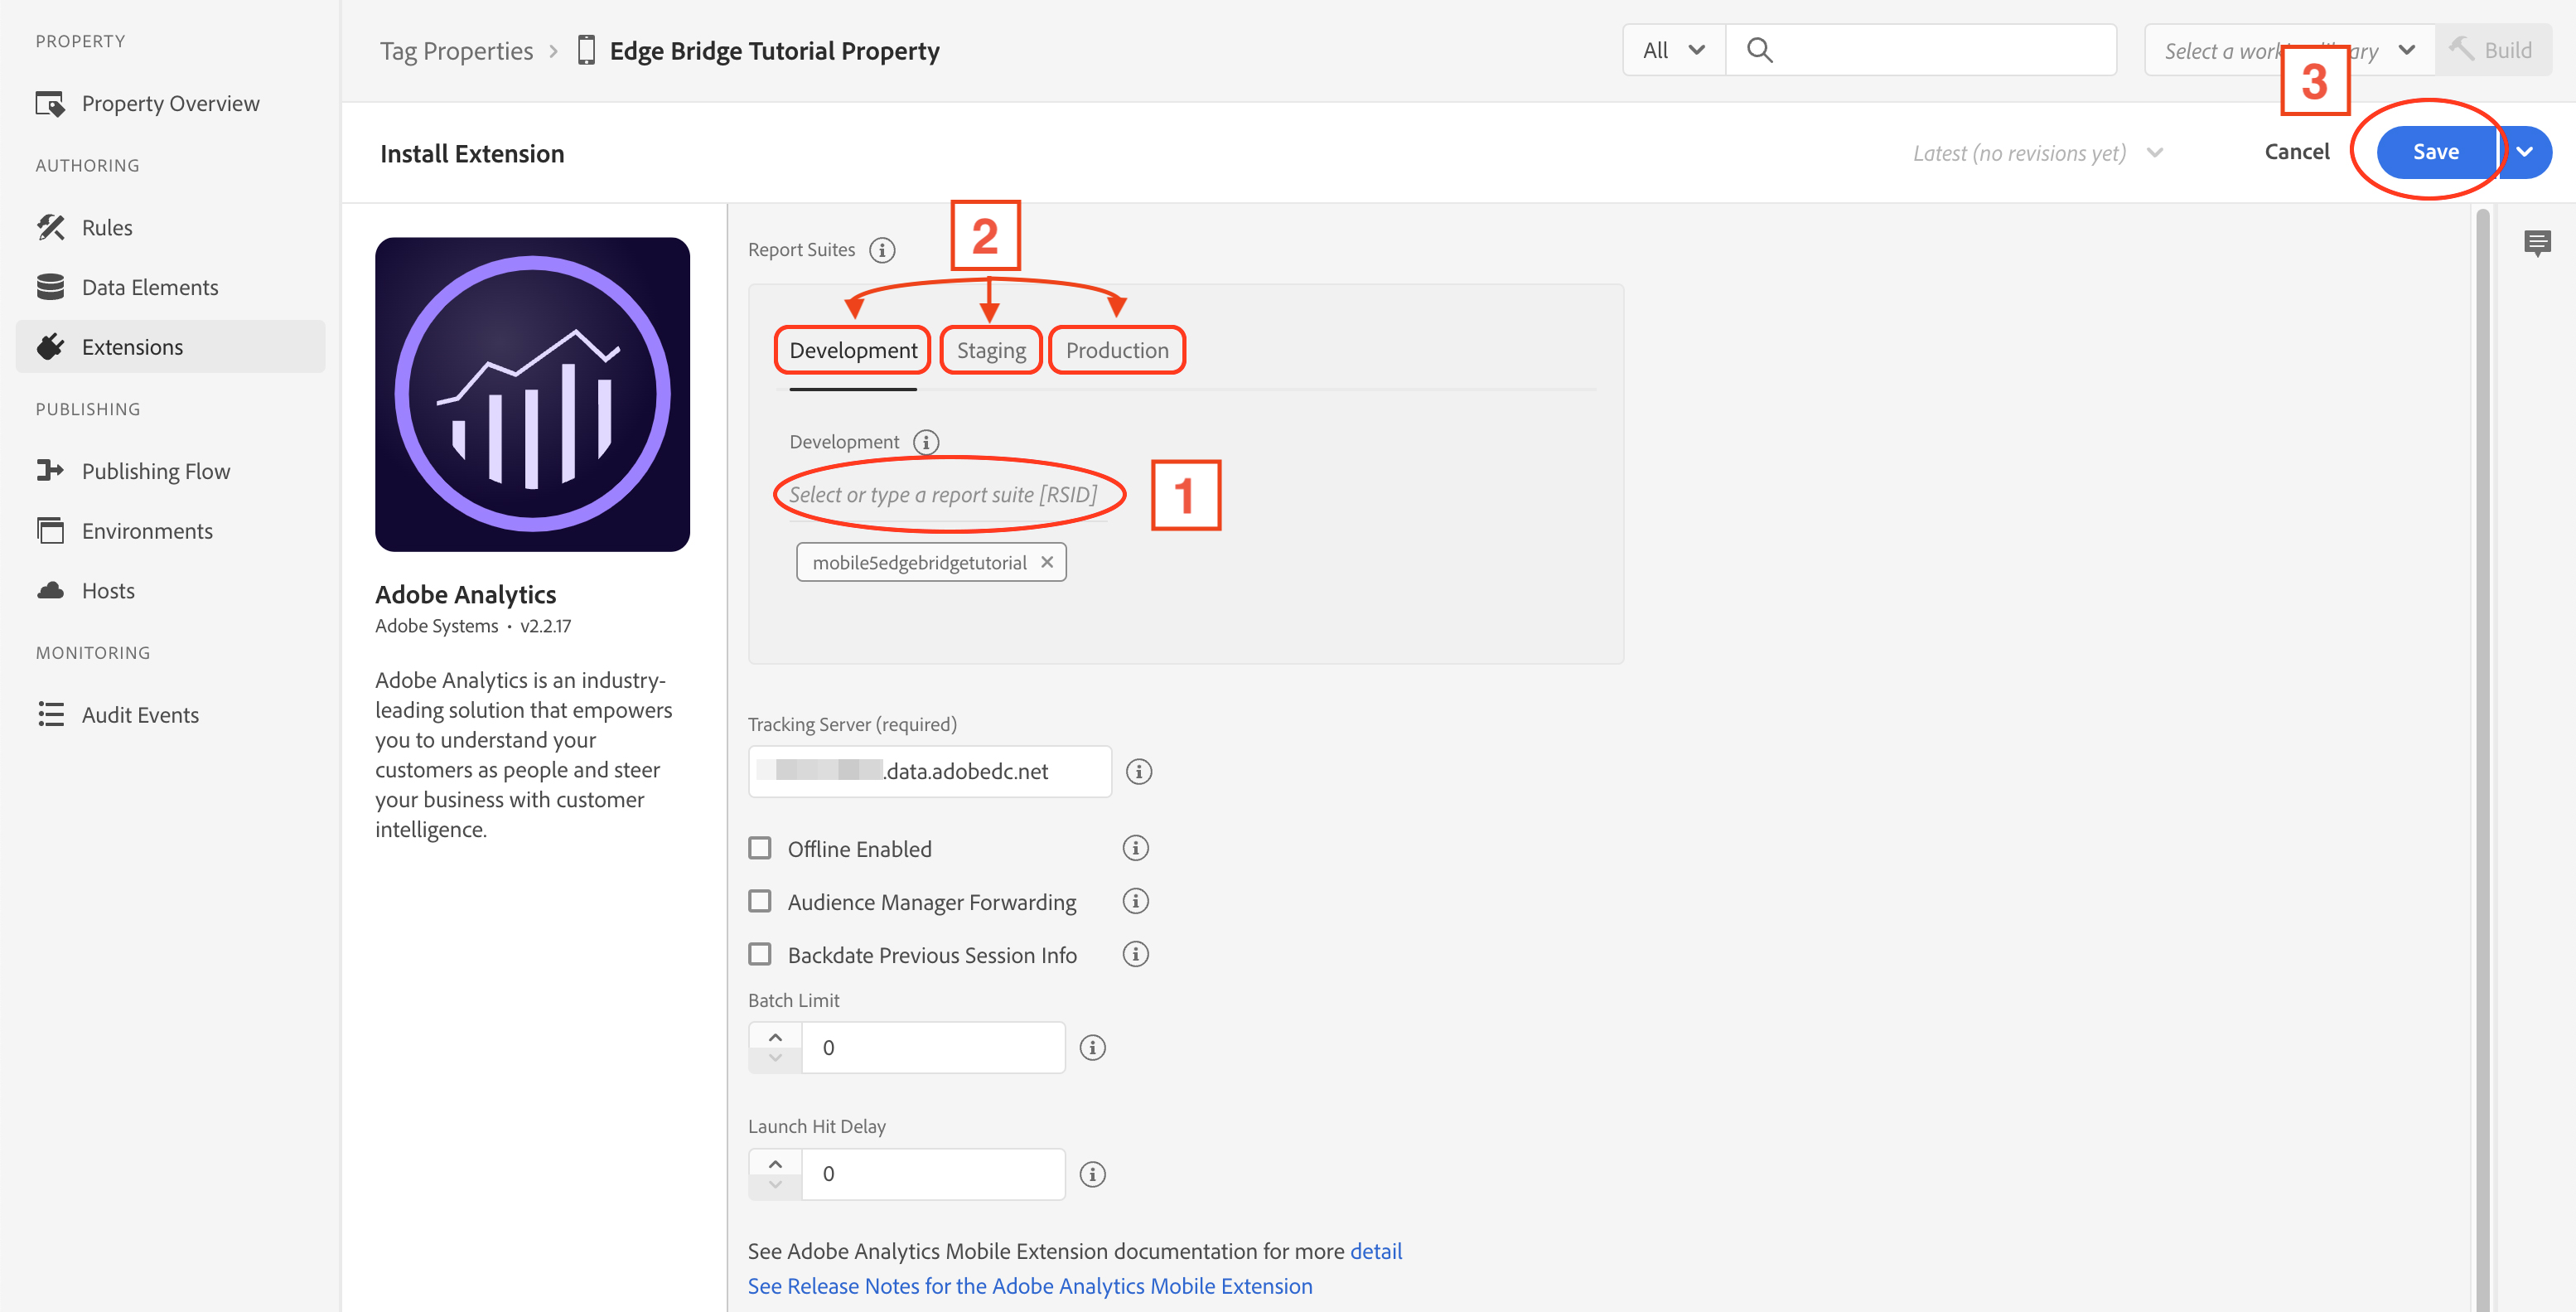 PROPERTY
Property Overview
AUTHORING
Rules
Data Elements
Extensions
PUBLISHING
Publishing Flow
Environments
Hosts
MONITORING
Audit Events
Tag Properties > Edge Bridge Tutorial Property
All
Select a work
ary
Build
3
Install Extension
Latest (no revisions yet)
Cancel
Save
Adobe Analytics
Adobe Systems • v2.2.17
Adobe Analytics is an industry-
leading solution that empowers
you to understand your
customers as people and steer
your business with customer
intelligence.
Report Suites
2
Development
Staging
Production
Development
Select or type a report suite [RSID]
1
mobile5edgebridgetutorial
Tracking Server (required)
.data.adobedc.net
Offline Enabled
Audience Manager Forwarding
Backdate Previous Session Info
Batch Limit
0
Launch Hit Delay
0
See Adobe Analytics Mobile Extension documentation for more detail
See Release Notes for the Adobe Analytics Mobile Extension